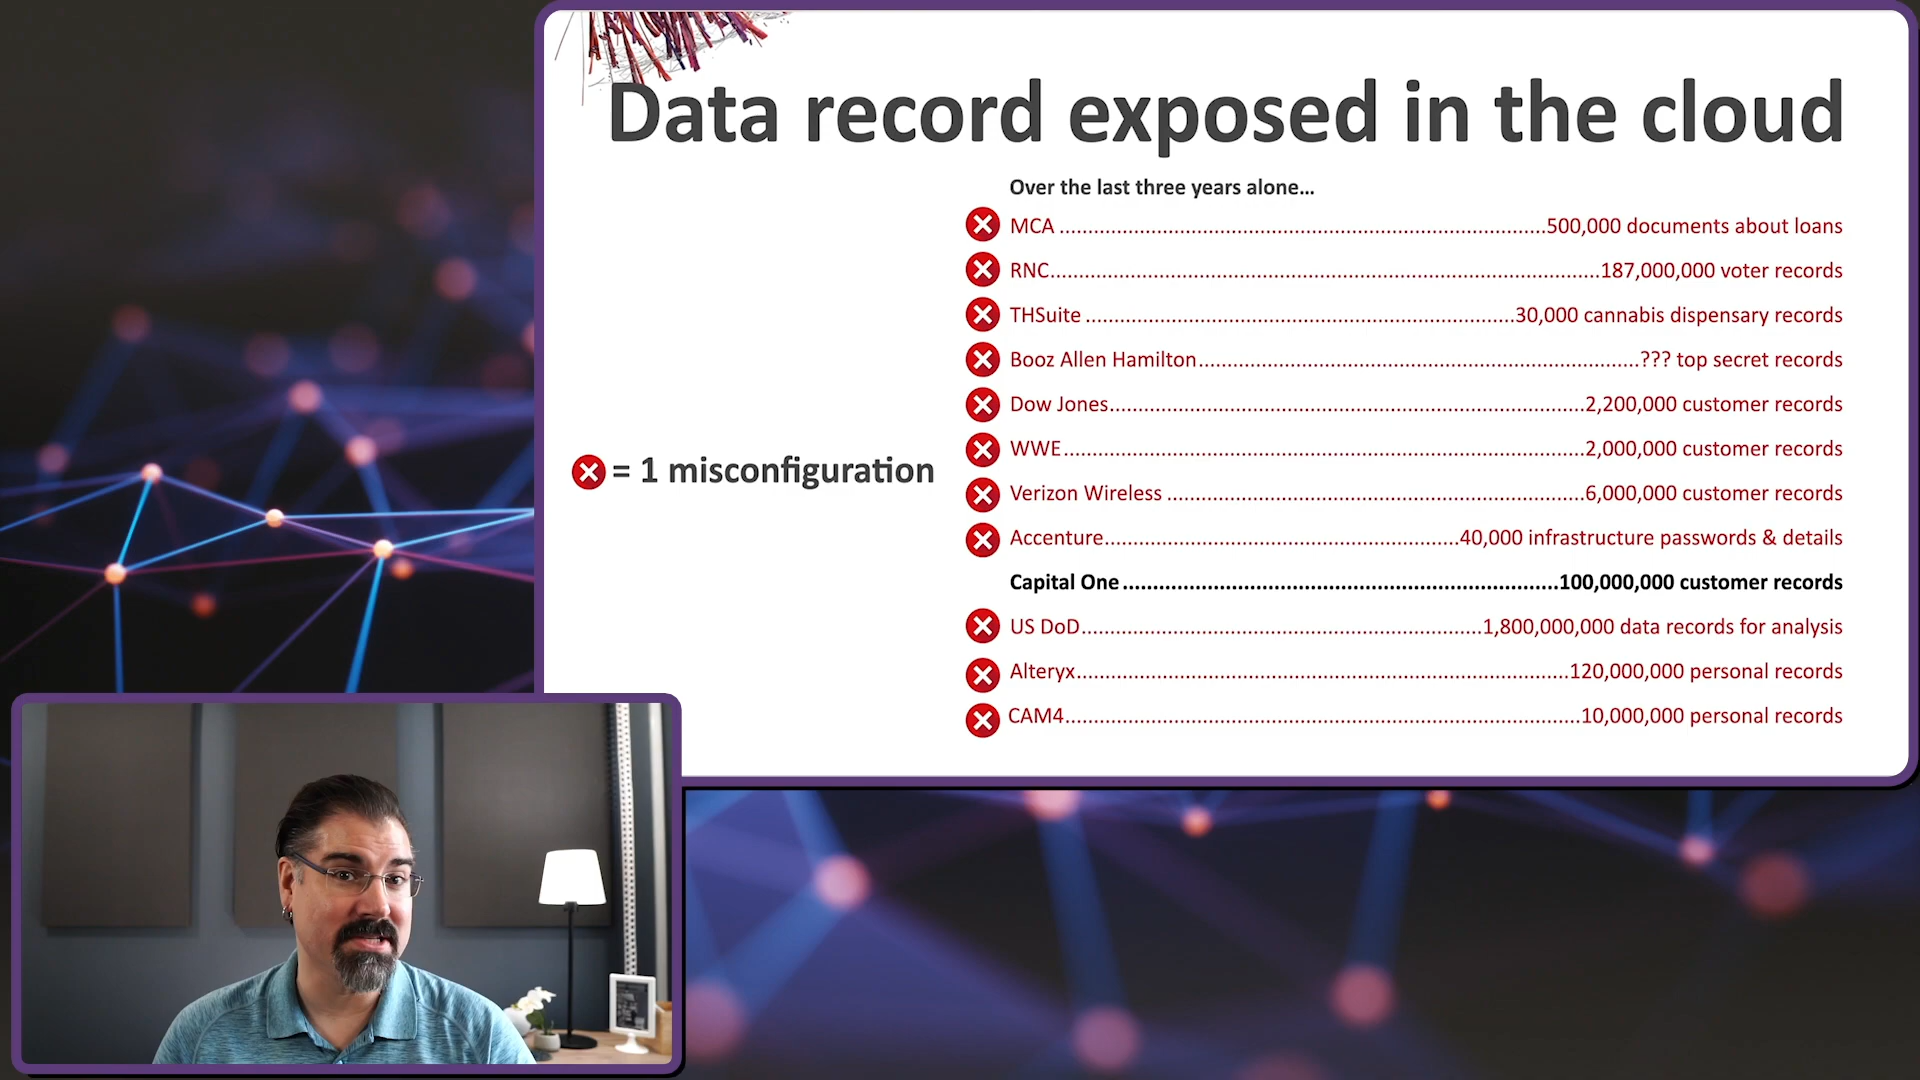 Data record exposed in the cloud
Over the last three years alone...
MCA ........ 500,000 documents about loans
RNC ........ 187,000,000 voter records
THSuite ........ 30,000 cannabis dispensary records
Booz Allen Hamilton ........ ??? top secret records
Dow Jones ........ 2,200,000 customer records
WWE ........ 2,000,000 customer records
= 1 misconfiguration
Verizon Wireless ........ 6,000,000 customer records
Accenture ........ 40,000 infrastructure passwords & details
Capital One ........ 100,000,000 customer records
US DoD ........ 1,800,000,000 data records for analysis
Alteryx ........ 120,000,000 personal records
CAM4 ........ 10,000,000 personal records